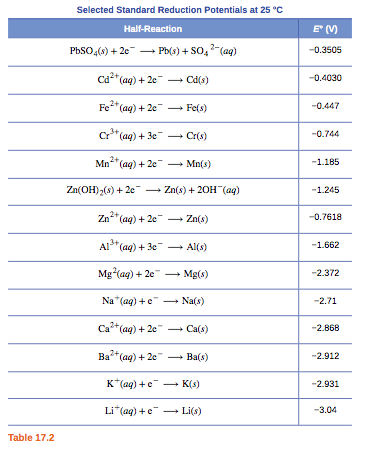 Selected Standard Reduction Potentials at 25 °C
Half-Reaction E° (V)
PbSO₄(s) + 2e⁻ ⟶ Pb(s) + SO₄²⁻(aq) −0.3505
Cd²⁺(aq) + 2e⁻ ⟶ Cd(s) −0.4030
Fe²⁺(aq) + 2e⁻ ⟶ Fe(s) −0.447
Cr³⁺(aq) + 3e⁻ ⟶ Cr(s) −0.744
Mn²⁺(aq) + 2e⁻ ⟶ Mn(s) −1.185
Zn(OH)₂(s) + 2e⁻ ⟶ Zn(s) + 2OH⁻(aq) −1.245
Zn²⁺(aq) + 2e⁻ ⟶ Zn(s) −0.7618
Al³⁺(aq) + 3e⁻ ⟶ Al(s) −1.662
Mg²(aq) + 2e⁻ ⟶ Mg(s) −2.372
Na⁺(aq) + e⁻ ⟶ Na(s) −2.71
Ca²⁺(aq) + 2e⁻ ⟶ Ca(s) −2.868
Ba²⁺(aq) + 2e⁻ ⟶ Ba(s) −2.912
K⁺(aq) + e⁻ ⟶ K(s) −2.931
Li⁺(aq) + e⁻ ⟶ Li(s) −3.04
Table 17.2